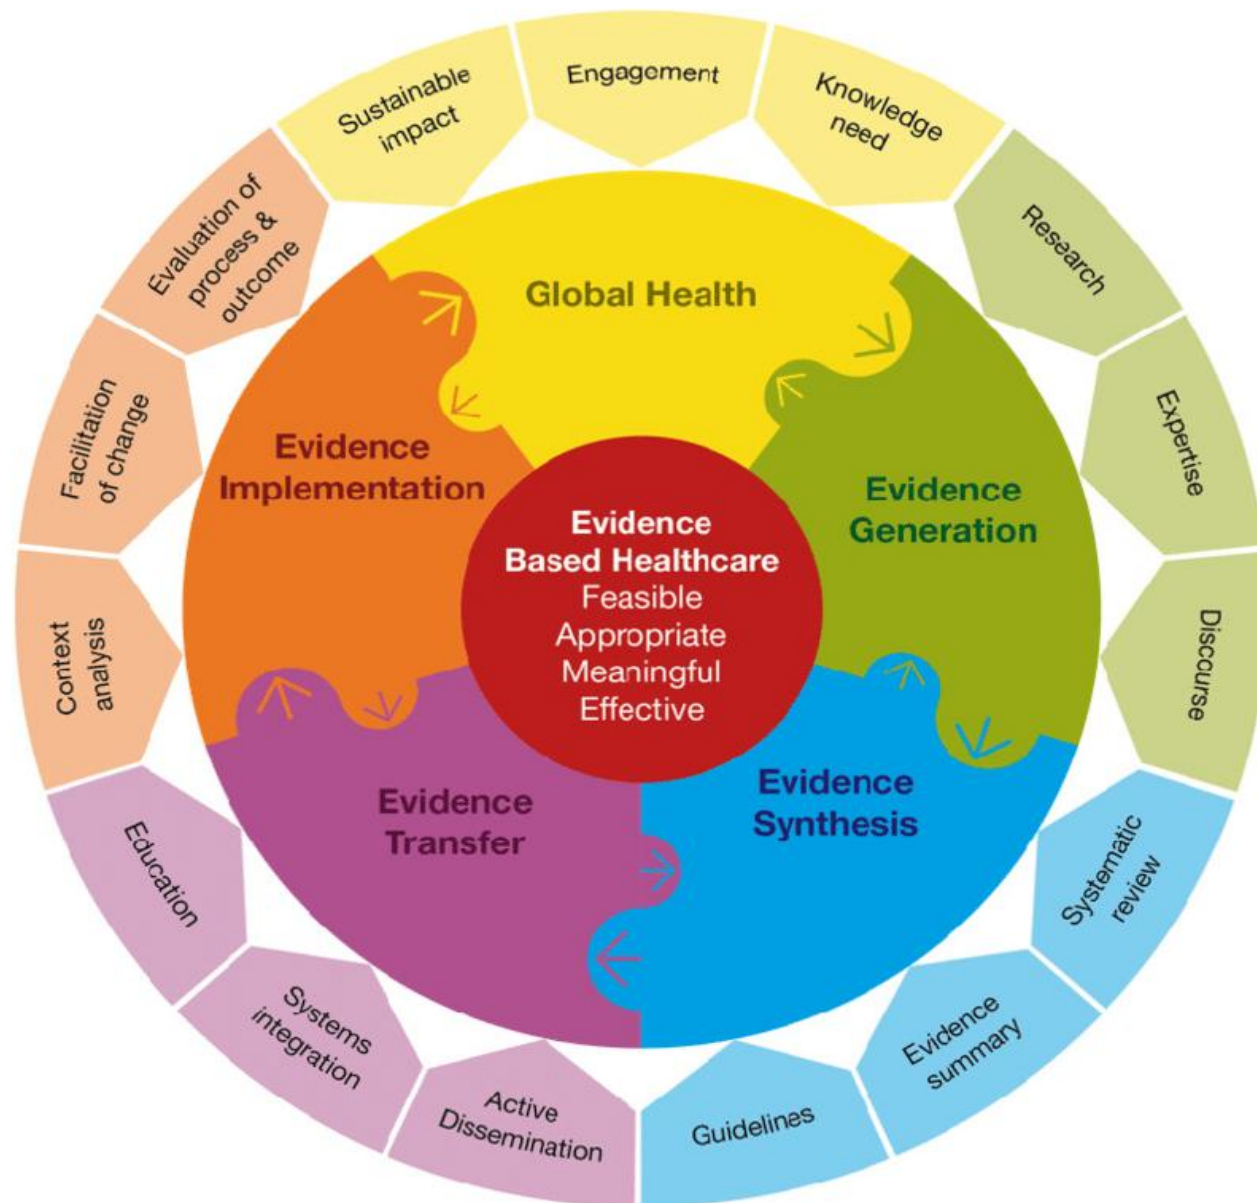 Engagement
Knowledge
need
Research
Expertise
Discourse
Systematic
review
Evidence
summary
Guidelines
Active
Dissemination
Systems
integration
Education
Context
analysis
Facilitation
of change
Evaluation of
process &
outcome
Sustainable
impact
Global Health
Evidence
Generation
Evidence
Synthesis
Evidence
Transfer
Evidence
Implementation
Evidence
Based Healthcare
Feasible
Appropriate
Meaningful
Effective